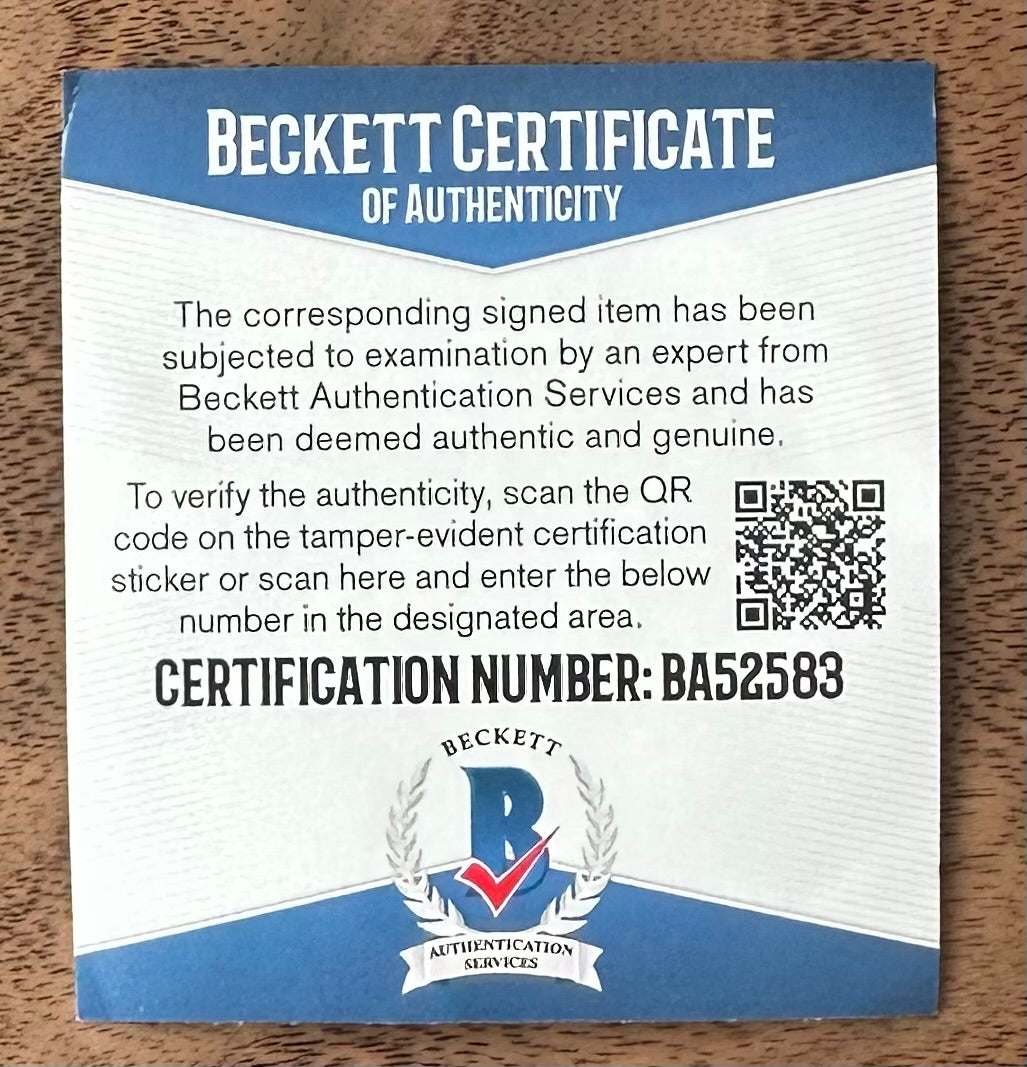 BECKETT CERTIFICATE
OF AUTHENTICITY
The corresponding signed item has been
subjected to examination by an expert from
Beckett Authentication Services and has
been deemed authentic and genuine.
To verify the authenticity, scan the QR
code on the tamper-evident certification
sticker or scan here and enter the below
number in the designated area.
CERTIFICATION NUMBER: BA52583
BECKETT
B
AUTHENTICATION
SERVICES